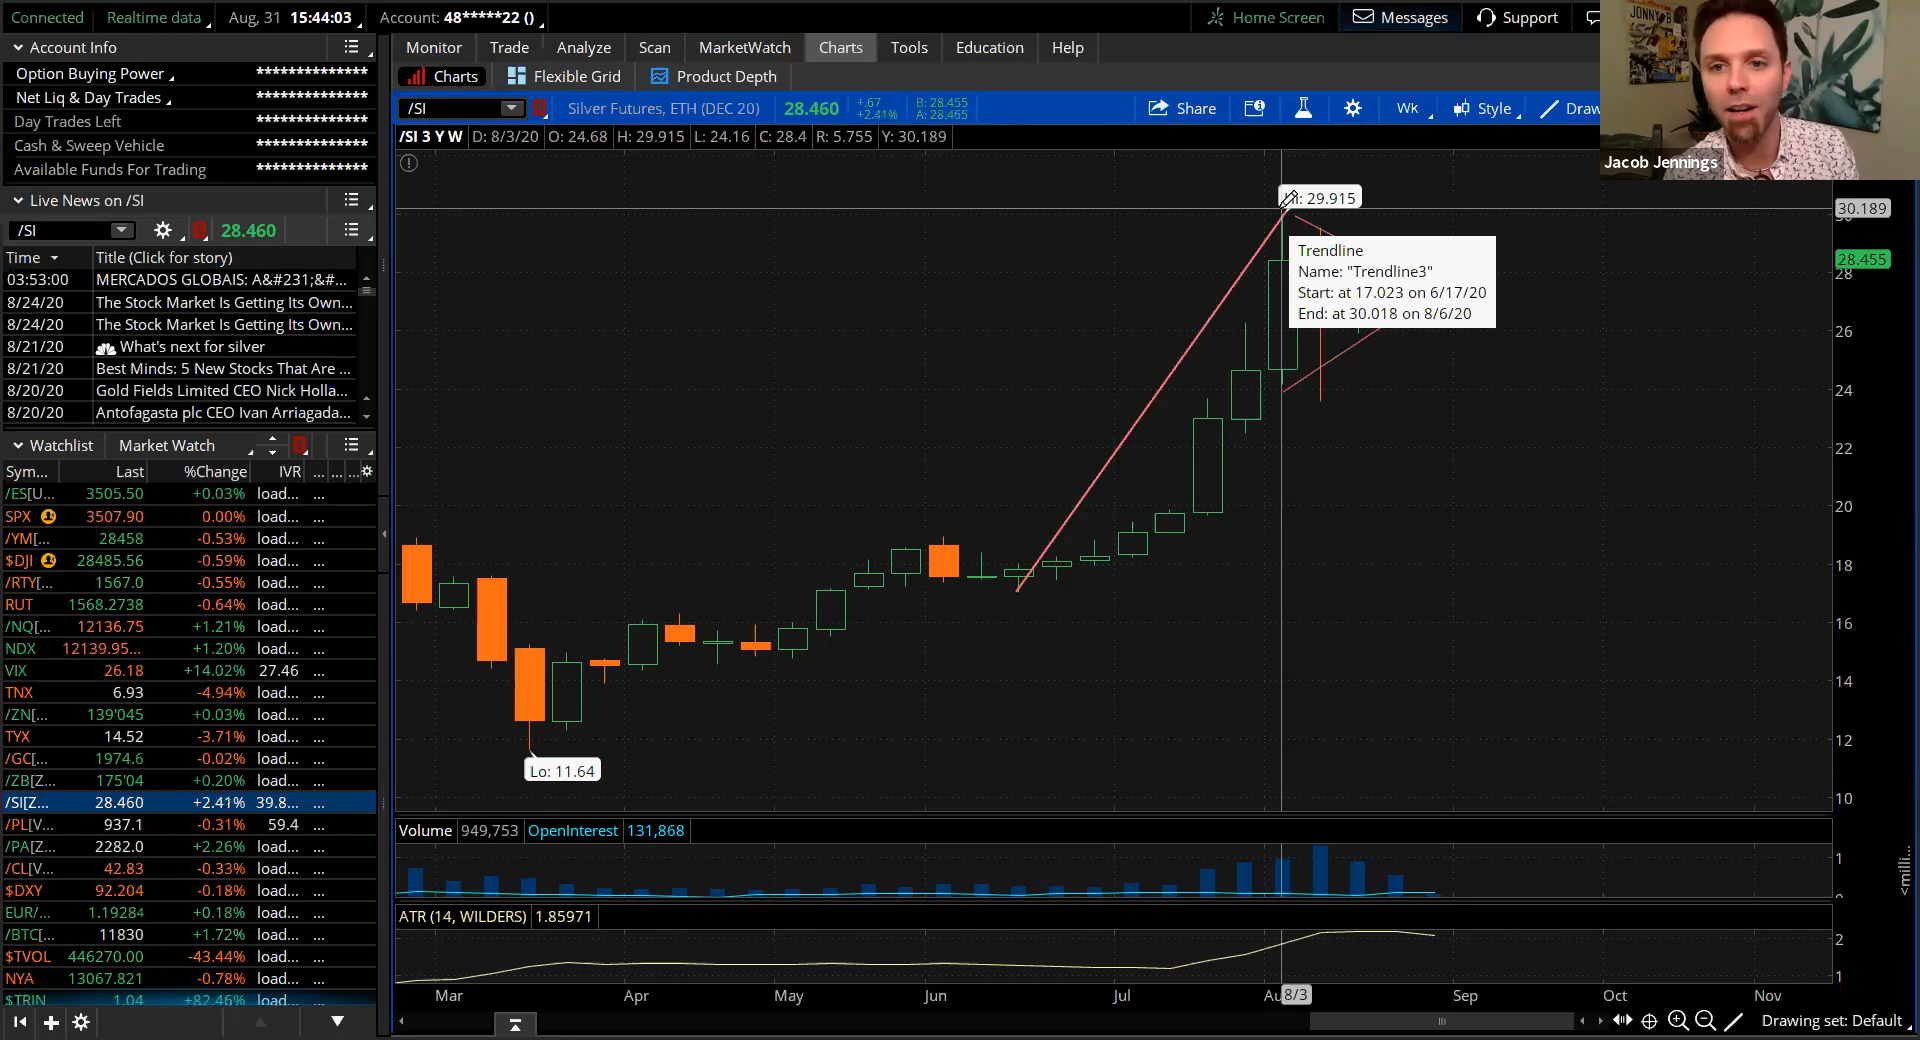 Connected Realtime data Aug, 31 15:44:03 Account: 48*****22 () Home Screen Messages Support
JONNY B
Account Info
Option Buying Power **************
Net Liq & Day Trades **************
Day Trades Left **************
Cash & Sweep Vehicle **************
Available Funds For Trading **************
Live News on /SI
/SI 28.460
Time Title (Click for story)
03:53:00 MERCADOS GLOBAIS: A&#231;&#...
8/24/20 The Stock Market Is Getting Its Own...
8/24/20 The Stock Market Is Getting Its Own...
8/21/20 What's next for silver
8/21/20 Best Minds: 5 New Stocks That Are ...
8/20/20 Gold Fields Limited CEO Nick Holla...
8/20/20 Antofagasta plc CEO Ivan Arriagada...
Watchlist Market Watch
Sym... Last %Change IVR ... ... ...
/ES[U... 3505.50 +0.03% load... ...
SPX 3507.90 0.00% load... ...
/YM[... 28458 -0.53% load... ...
$DJI 28485.56 -0.59% load... ...
/RTY[... 1567.0 -0.55% load... ...
RUT 1568.2738 -0.64% load... ...
/NQ[... 12136.75 +1.21% load... ...
NDX 12139.95... +1.20% load... ...
VIX 26.18 +14.02% 27.46 ...
TNX 6.93 -4.94% load... ...
/ZN[... 139'045 +0.03% load... ...
TYX 14.52 -3.71% load... ...
/GC[... 1974.6 -0.02% load... ...
/ZB[Z... 175'04 +0.20% load... ...
/SI[Z... 28.460 +2.41% 39.8... ...
/PL[V... 937.1 -0.31% 59.4 ...
/PA[Z... 2282.0 +2.26% load... ...
/CL[V... 42.83 -0.33% load... ...
$DXY 92.204 -0.18% load... ...
EUR/... 1.19284 +0.18% load... ...
/BTC[... 11830 +1.72% load... ...
$TVOL 446270.00 -43.44% load... ...
NYA 13067.821 -0.78% load... ...
$TRIN 1.04 +82.46% load... ...
Monitor Trade Analyze Scan MarketWatch Charts Tools Education Help
Charts Flexible Grid Product Depth
/SI Silver Futures, ETH (DEC 20) 28.460 +.67 +2.41% B: 28.455 A: 28.465 Share Wk Style Draw
/SI 3 Y W D: 8/3/20 O: 24.68 H: 29.915 L: 24.16 C: 28.4 R: 5.755 Y: 30.189
Jacob Jennings
Hi: 29.915
Trendline
Name: "Trendline3"
Start: at 17.023 on 6/17/20
End: at 30.018 on 8/6/20
Lo: 11.64
30.189
28.455
28
26
24
22
20
18
16
14
12
10
Volume 949,753 OpenInterest 131,868
1
<milli...
ATR (14, WILDERS) 1.85971
2
1
Mar Apr May Jun Jul Au 8/3 Sep Oct Nov
Drawing set: Default